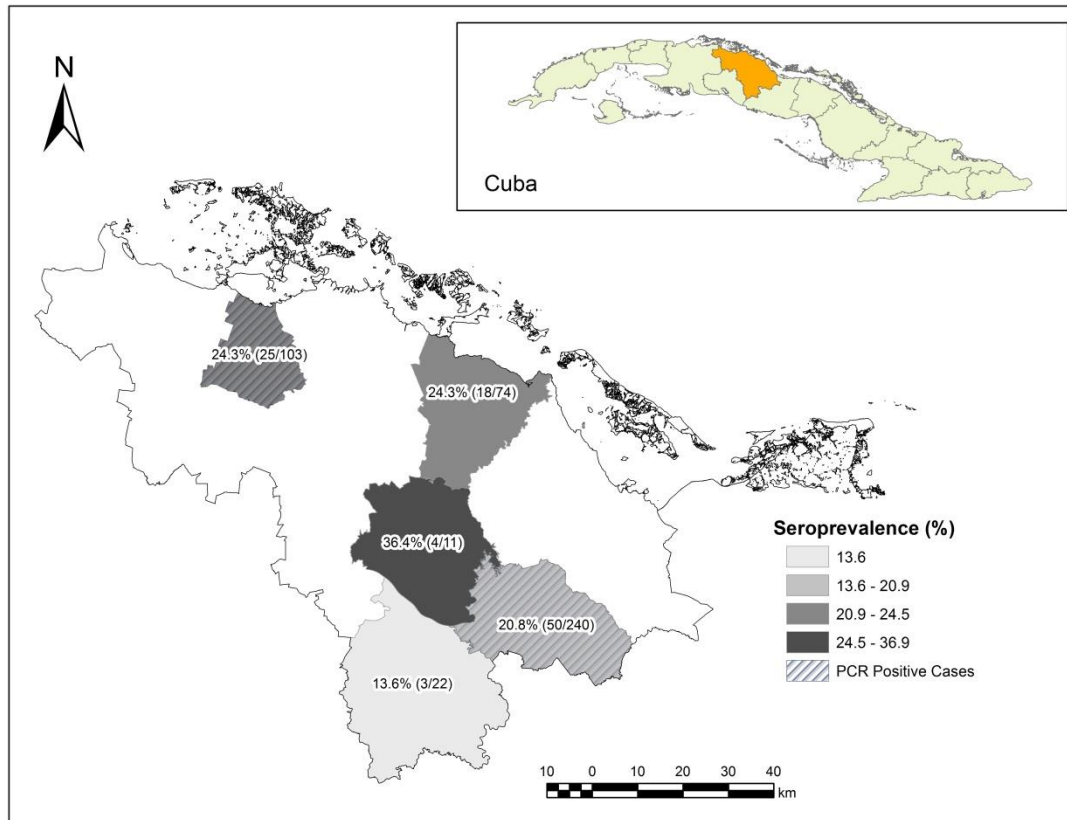 N
Cuba
24.3% (25/103)
24.3% (18/74)
36.4% (4/11)
20.8% (50/240)
13.6% (3/22)
Seroprevalence (%)
13.6
13.6 - 20.9
20.9 - 24.5
24.5 - 36.9
PCR Positive Cases
10 0 10 20 30 40
km